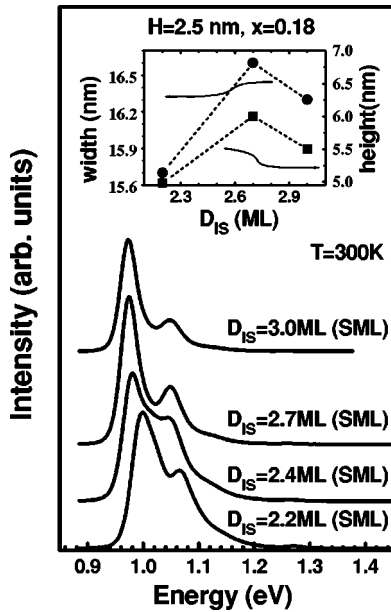 H=2.5 nm, x=0.18
width (nm)
16.5
16.2
15.9
15.6
7.0
6.5
6.0
5.5
5.0
height(nm)
2.3 2.6 2.9
D_IS (ML)
T=300K
Intensity (arb. units)
D_IS=3.0ML (SML)
D_IS=2.7ML (SML)
D_IS=2.4ML (SML)
D_IS=2.2ML (SML)
0.9 1.0 1.1 1.2 1.3 1.4
Energy (eV)